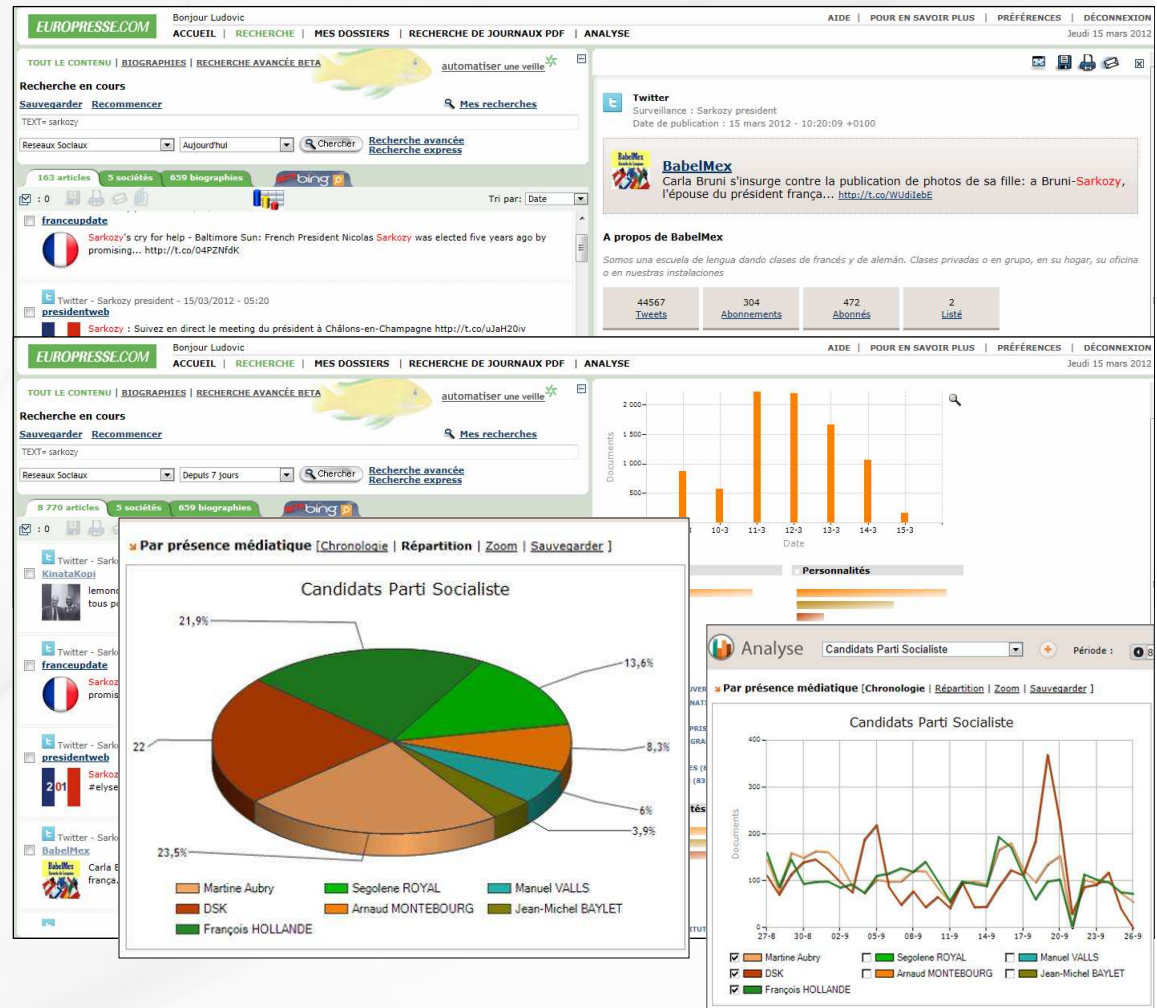 EUROPRESSE.COM
Bonjour Ludovic
ACCUEIL | RECHERCHE | MES DOSSIERS | RECHERCHE DE JOURNAUX PDF | ANALYSE
AIDE | POUR EN SAVOIR PLUS | PRÉFÉRENCES | DÉCONNEXION
Jeudi 15 mars 2012
TOUT LE CONTENU | BIOGRAPHIES | RECHERCHE AVANCÉE BETA
automatiser une veille
Recherche en cours
Sauvegarder Recommencer
Mes recherches
TEXT= sarkozy
Reseaux Sociaux Aujourd'hui Chercher Recherche avancée
Recherche express
163 articles 5 sociétés 659 biographies bing
: 0
Tri par: Date
franceupdate
Sarkozy's cry for help - Baltimore Sun: French President Nicolas Sarkozy was elected five years ago by
promising... http://t.co/04PZNfdK
Twitter - Sarkozy president - 15/03/2012 - 05:20
presidentweb
Sarkozy : Suivez en direct le meeting du président à Châlons-en-Champagne http://t.co/uJaH20iv
Twitter
Surveillance : Sarkozy president
Date de publication : 15 mars 2012 - 10:20:09 +0100
BabelMex
BabelMex
Carla Bruni s'insurge contre la publication de photos de sa fille: a Bruni-Sarkozy,
l'épouse du président frança... http://t.co/WUdiIebE
A propos de BabelMex
Somos una escuela de lengua dando clases de francés y de alemán. Clases privadas o en grupo, en su hogar, su oficina
o en nuestras instalaciones
44567 304 472 2
Tweets Abonnements Abonnés Listé
EUROPRESSE.COM
Bonjour Ludovic
ACCUEIL | RECHERCHE | MES DOSSIERS | RECHERCHE DE JOURNAUX PDF | ANALYSE
AIDE | POUR EN SAVOIR PLUS | PRÉFÉRENCES | DÉCONNEXION
Jeudi 15 mars 2012
TOUT LE CONTENU | BIOGRAPHIES | RECHERCHE AVANCÉE BETA
automatiser une veille
Recherche en cours
Sauvegarder Recommencer
Mes recherches
TEXT= sarkozy
Reseaux Sociaux Depuis 7 jours Chercher Recherche avancée
Recherche express
8 770 articles 5 sociétés 659 biographies bing
: 0
Twitter - Sark
KinataKopi
lemond
tous p
Twitter - Sark
franceupdate
Sarkoz
promis
Twitter - Sark
presidentweb
2 01
Sarkoz
#elyse
Twitter - Sark
BabelMex
BabelMex
Carla B
frança.
2 000
1 500
1 000
500
Documents
10-3 11-3 12-3 13-3 14-3 15-3
Date
Personnalités
Par présence médiatique [Chronologie | Répartition | Zoom | Sauvegarder ]
Candidats Parti Socialiste
21,9%
13,6%
8,3%
6%
3,9%
23,5%
22
Martine Aubry Segolene ROYAL Manuel VALLS
DSK Arnaud MONTEBOURG Jean-Michel BAYLET
François HOLLANDE
Analyse Candidats Parti Socialiste Période : 8
Par présence médiatique [Chronologie | Répartition | Zoom | Sauvegarder ]
Candidats Parti Socialiste
400
300
200
100
0
Documents
27-8 30-8 02-9 05-9 08-9 11-9 14-9 17-9 20-9 23-9 26-9
Martine Aubry Segolene ROYAL Manuel VALLS
DSK Arnaud MONTEBOURG Jean-Michel BAYLET
François HOLLANDE